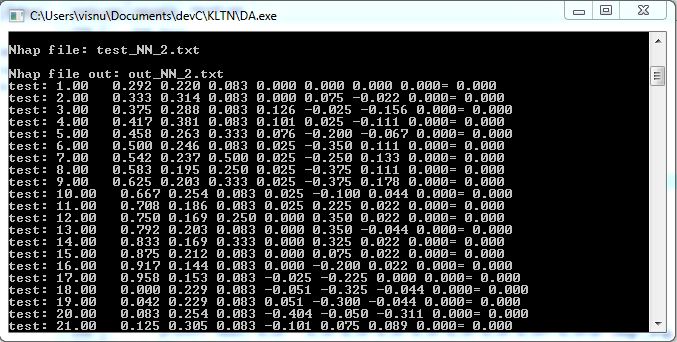 C:\Users\visnu\Documents\devC\KLTN\DA.exe
Nhap file: test_NN_2.txt
Nhap file out: out_NN_2.txt
test: 1.00 0.292 0.220 0.083 0.000 0.000 0.000 0.000= 0.000
test: 2.00 0.333 0.314 0.083 0.000 0.075 -0.022 0.000= 0.000
test: 3.00 0.375 0.288 0.083 0.126 -0.025 -0.156 0.000= 0.000
test: 4.00 0.417 0.381 0.083 0.101 0.025 -0.111 0.000= 0.000
test: 5.00 0.458 0.263 0.333 0.076 -0.200 -0.067 0.000= 0.000
test: 6.00 0.500 0.246 0.083 0.025 -0.350 0.111 0.000= 0.000
test: 7.00 0.542 0.237 0.500 0.025 -0.250 0.133 0.000= 0.000
test: 8.00 0.583 0.195 0.250 0.025 -0.375 0.111 0.000= 0.000
test: 9.00 0.625 0.203 0.333 0.025 -0.375 0.178 0.000= 0.000
test: 10.00 0.667 0.254 0.083 0.025 -0.100 0.044 0.000= 0.000
test: 11.00 0.708 0.186 0.083 0.025 0.225 0.022 0.000= 0.000
test: 12.00 0.750 0.169 0.250 0.000 0.350 0.022 0.000= 0.000
test: 13.00 0.792 0.203 0.083 0.000 0.350 -0.044 0.000= 0.000
test: 14.00 0.833 0.169 0.333 0.000 0.325 0.022 0.000= 0.000
test: 15.00 0.875 0.212 0.083 0.000 0.075 0.022 0.000= 0.000
test: 16.00 0.917 0.144 0.083 0.000 -0.200 0.022 0.000= 0.000
test: 17.00 0.958 0.153 0.083 -0.025 -0.225 0.000 0.000= 0.000
test: 18.00 0.000 0.229 0.083 -0.051 -0.325 -0.044 0.000= 0.000
test: 19.00 0.042 0.229 0.083 0.051 -0.300 -0.044 0.000= 0.000
test: 20.00 0.083 0.254 0.083 -0.404 -0.050 -0.311 0.000= 0.000
test: 21.00 0.125 0.305 0.083 -0.101 0.075 0.089 0.000= 0.000